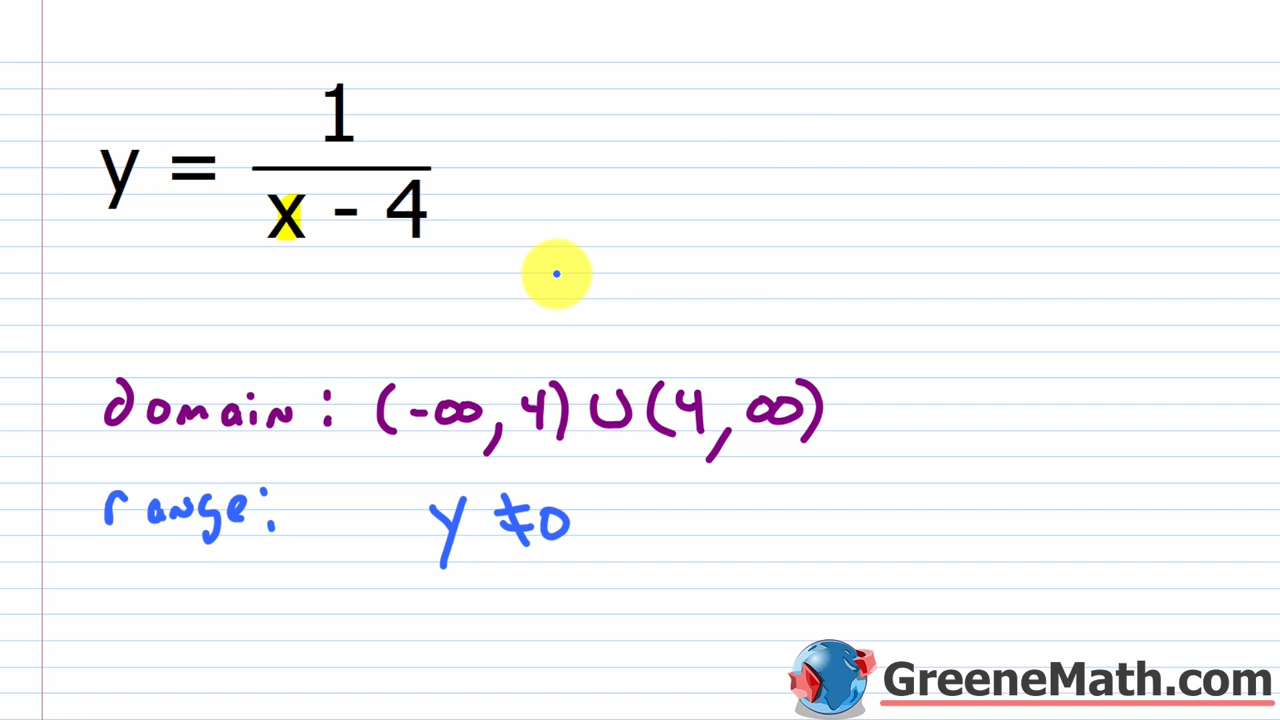 y = 1 / (x - 4)
domain: (-∞, 4) ∪ (4, ∞)
range: y ≠ 0
GreeneMath.com